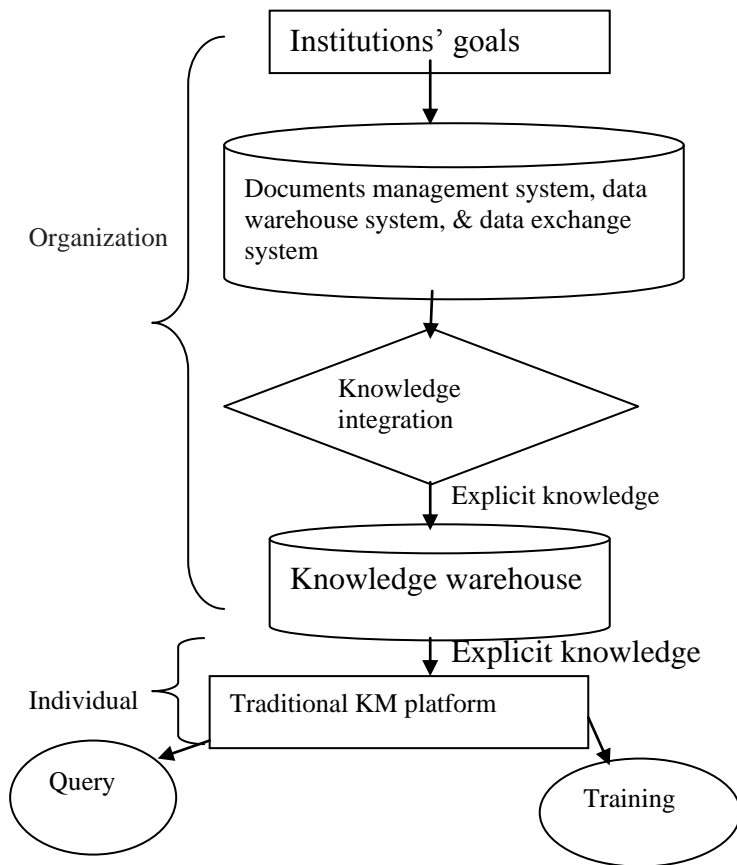 Institutions’ goals
Documents management system, data
warehouse system, & data exchange
system
Organization
Knowledge
integration
Explicit knowledge
Knowledge warehouse
Explicit knowledge
Individual
Traditional KM platform
Query
Training